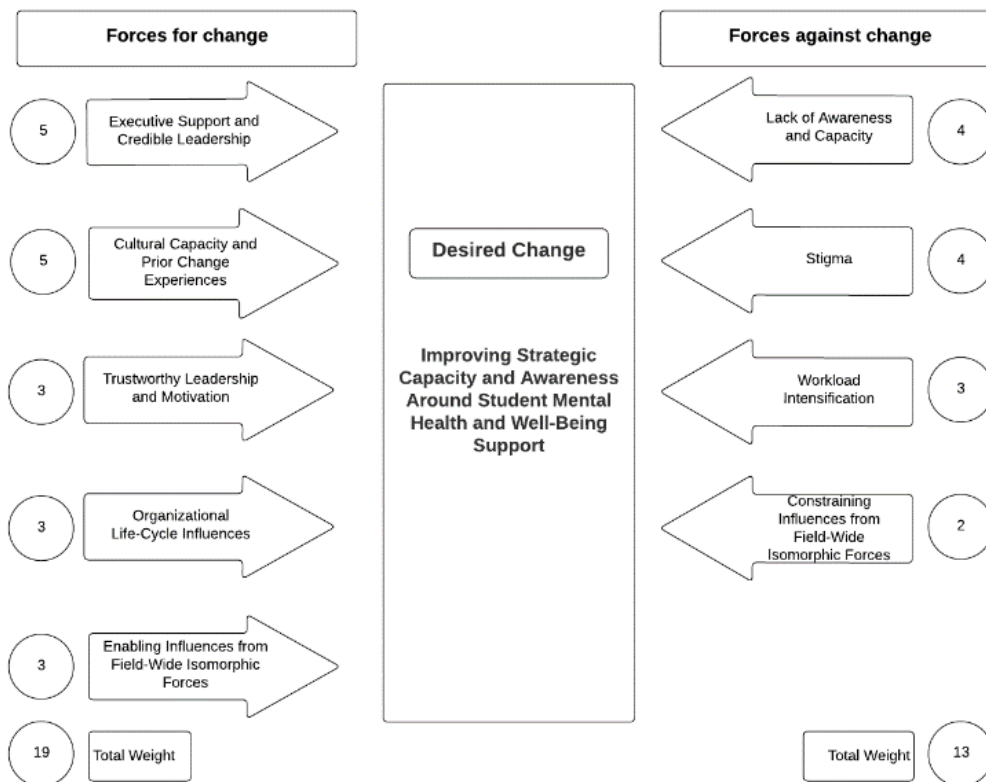 Forces for change
Forces against change
5
Executive Support and
Credible Leadership
Lack of Awareness
and Capacity
4
5
Cultural Capacity and
Prior Change
Experiences
Desired Change
Stigma
4
Improving Strategic
Capacity and Awareness
Around Student Mental
Health and Well-Being
Support
3
Trustworthy Leadership
and Motivation
Workload
Intensification
3
3
Organizational
Life-Cycle Influences
Constraining
Influences from
Field-Wide
Isomorphic Forces
2
3
Enabling Influences from
Field-Wide Isomorphic
Forces
19
Total Weight
Total Weight
13